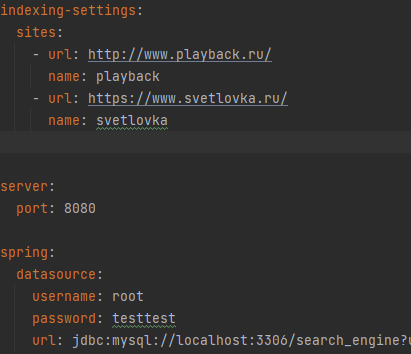 indexing-settings:
  sites:
    - url: http://www.playback.ru/
      name: playback
    - url: https://www.svetlovka.ru/
      name: svetlovka
server:
  port: 8080
spring:
  datasource:
    username: root
    password: testtest
    url: jdbc:mysql://localhost:3306/search_engine?